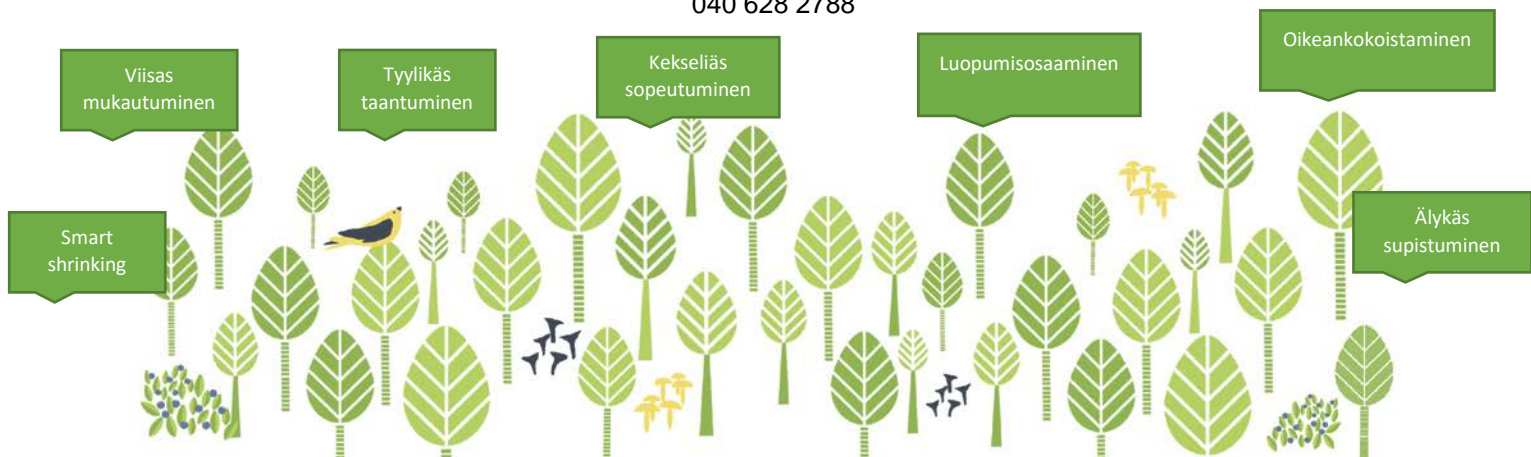 040 628 2788
Viisas
mukautuminen
Tyylikäs
taantuminen
Kekseliäs
sopeutuminen
Luopumisosaaminen
Oikeankokoistaminen
Smart
shrinking
Älykäs
supistuminen